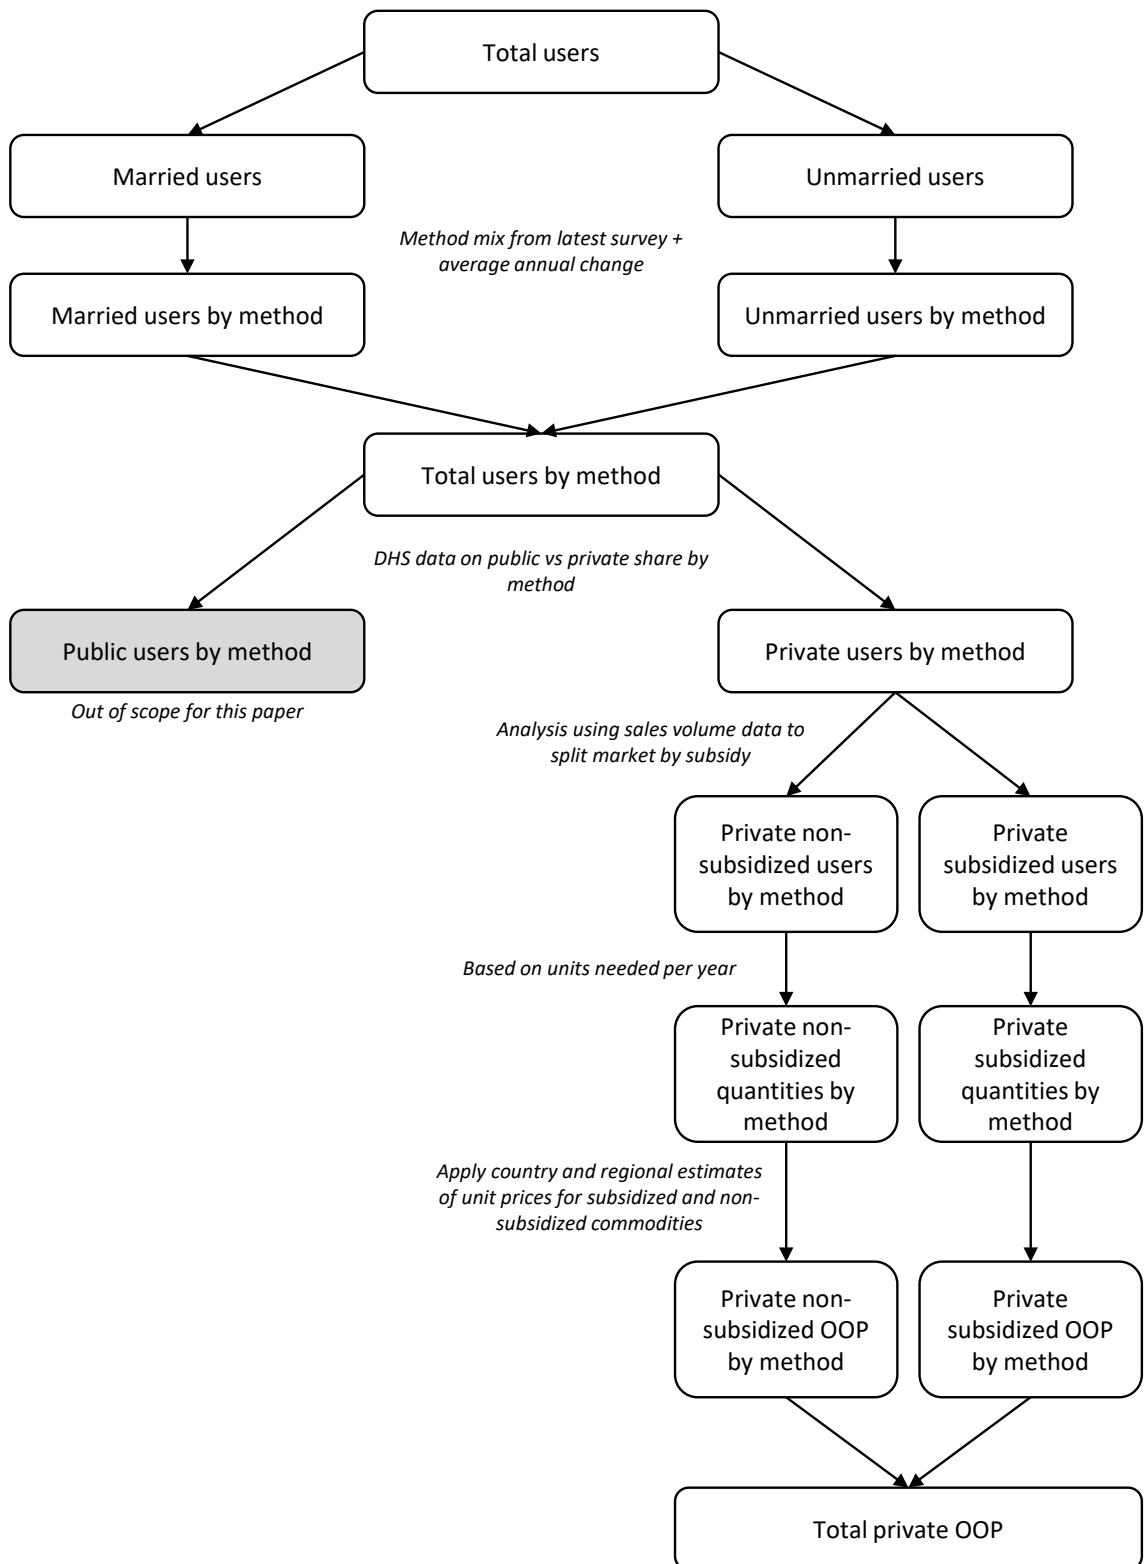 Total users
Married users
Unmarried users
Method mix from latest survey +
average annual change
Married users by method
Unmarried users by method
Total users by method
DHS data on public vs private share by
method
Public users by method
Private users by method
Out of scope for this paper
Analysis using sales volume data to
split market by subsidy
Private non-
subsidized users
by method
Private
subsidized users
by method
Based on units needed per year
Private non-
subsidized
quantities by
method
Private
subsidized
quantities by
method
Apply country and regional estimates
of unit prices for subsidized and non-
subsidized commodities
Private non-
subsidized OOP
by method
Private
subsidized OOP
by method
Total private OOP